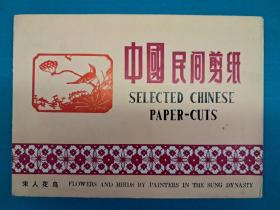 中國民间剪纸
SELECTED CHINESE
PAPER-CUTS
宋人花鸟 FLOWERS AND BIRDS BY PAINTERS IN THE SUNG DYNASTY